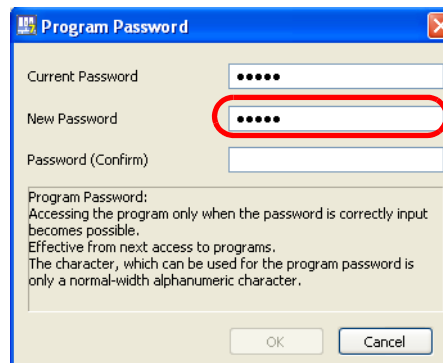 Program Password
Current Password
●●●●●
New Password
●●●●●
Password (Confirm)
Program Password:
Accessing the program only when the password is correctly input
becomes possible.
Effective from next access to programs.
The character, which can be used for the program password is
only a normal-width alphanumeric character.
OK
Cancel